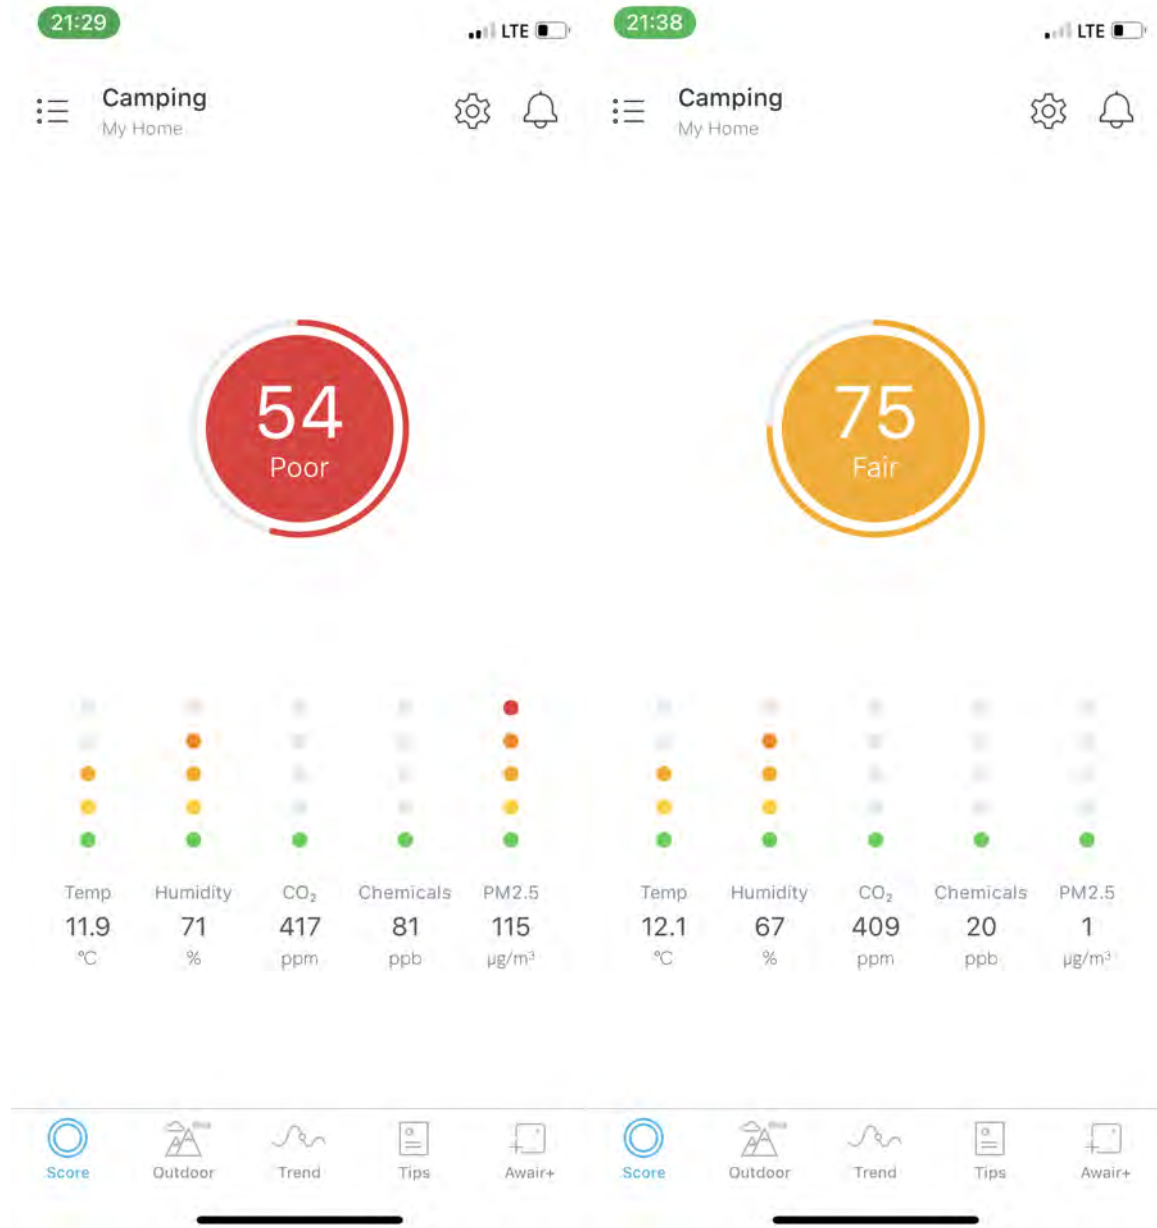 21:29
LTE
Camping
My Home
54
Poor
Temp Humidity CO₂ Chemicals PM2.5
11.9 71 417 81 115
°C % ppm ppb µg/m³
Score Outdoor Trend Tips Awair+
21:38
LTE
Camping
My Home
75
Fair
Temp Humidity CO₂ Chemicals PM2.5
12.1 67 409 20 1
°C % ppm ppb µg/m³
Score Outdoor Trend Tips Awair+